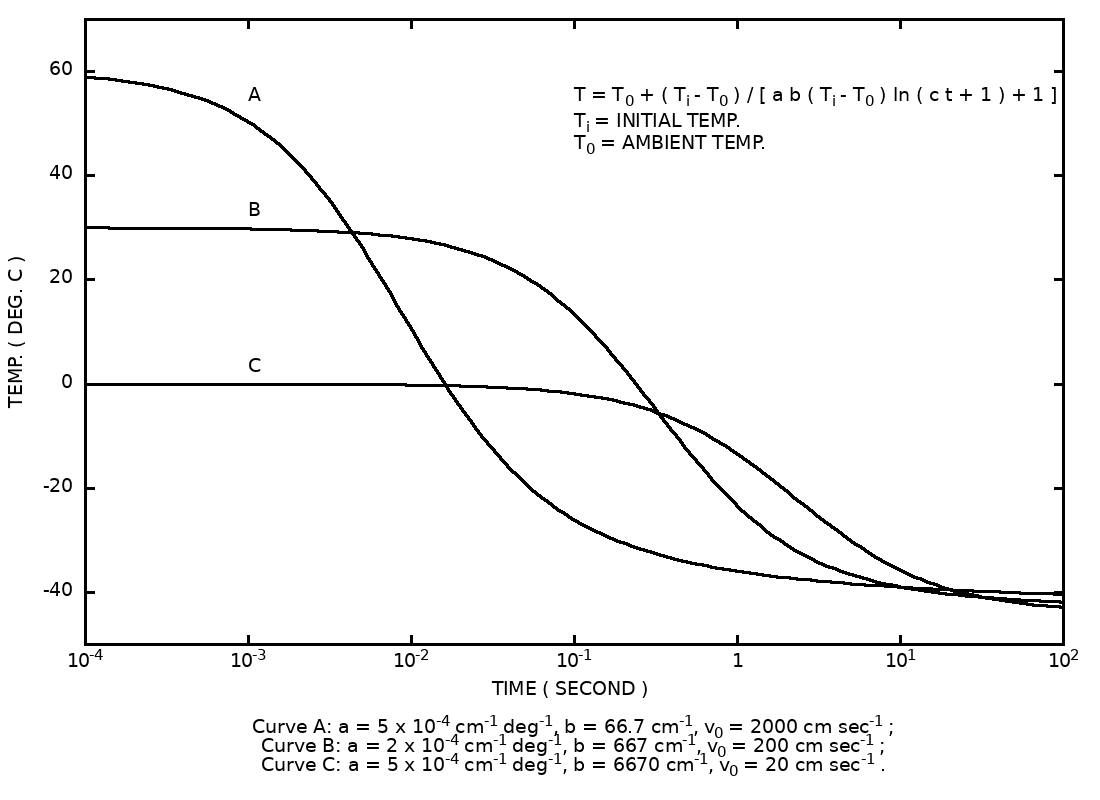 60
A
T = T₀ + ( Tᵢ - T₀ ) / [ a b ( Tᵢ - T₀ ) ln ( c t + 1 ) + 1 ]
Tᵢ = INITIAL TEMP.
T₀ = AMBIENT TEMP.
40
B
20
TEMP. ( DEG. C )
C
0
-20
-40
10⁻⁴ 10⁻³ 10⁻² 10⁻¹ 1 10¹ 10²
TIME ( SECOND )
Curve A: a = 5 x 10⁻⁴ cm⁻¹ deg⁻¹, b = 66.7 cm⁻¹, v₀ = 2000 cm sec⁻¹ ;
Curve B: a = 2 x 10⁻⁴ cm⁻¹ deg⁻¹, b = 667 cm⁻¹, v₀ = 200 cm sec⁻¹ ;
Curve C: a = 5 x 10⁻⁴ cm⁻¹ deg⁻¹, b = 6670 cm⁻¹, v₀ = 20 cm sec⁻¹ .